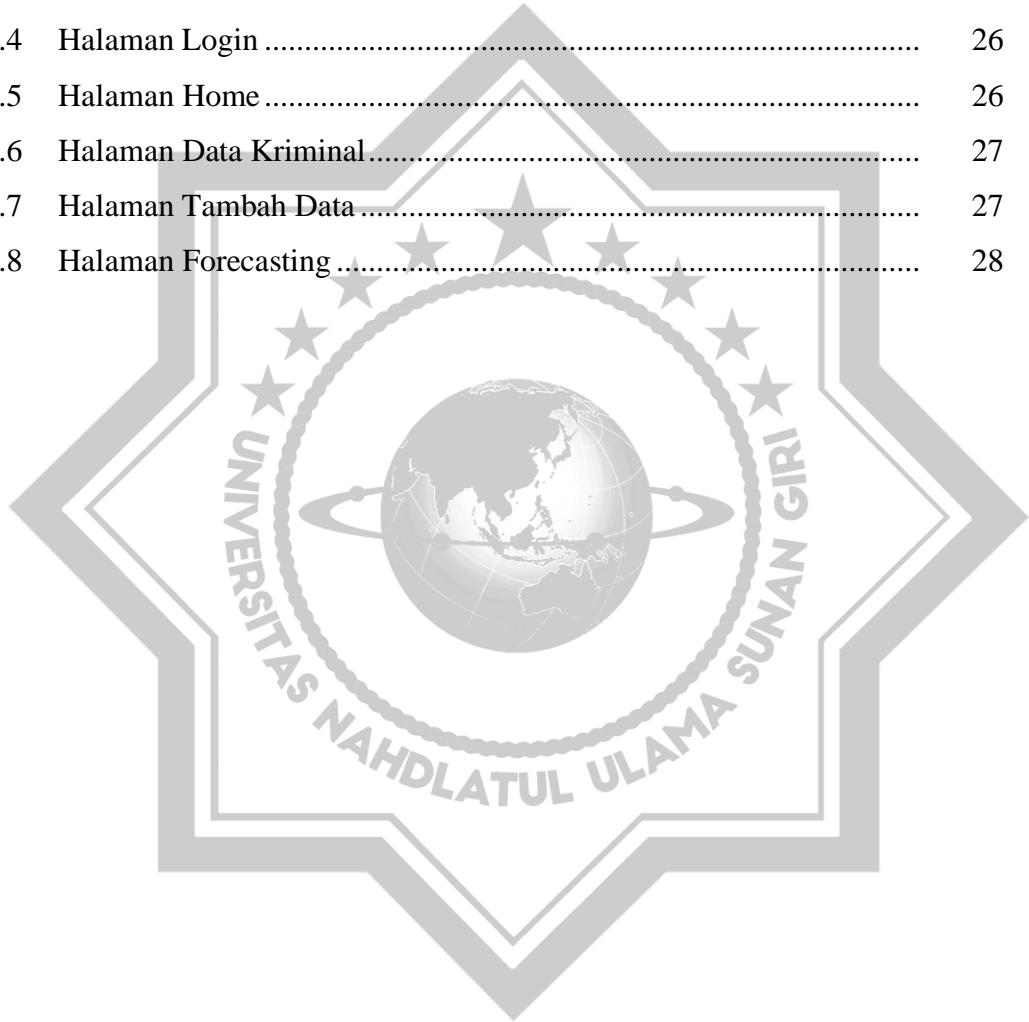 .4 Halaman Login ........................................................................................ 26
.5 Halaman Home ........................................................................................ 26
.6 Halaman Data Kriminal .......................................................................... 27
.7 Halaman Tambah Data ........................................................................... 27
.8 Halaman Forecasting .............................................................................. 28
UNIVERSITAS NAHDLATUL ULAMA SUNAN GIRI